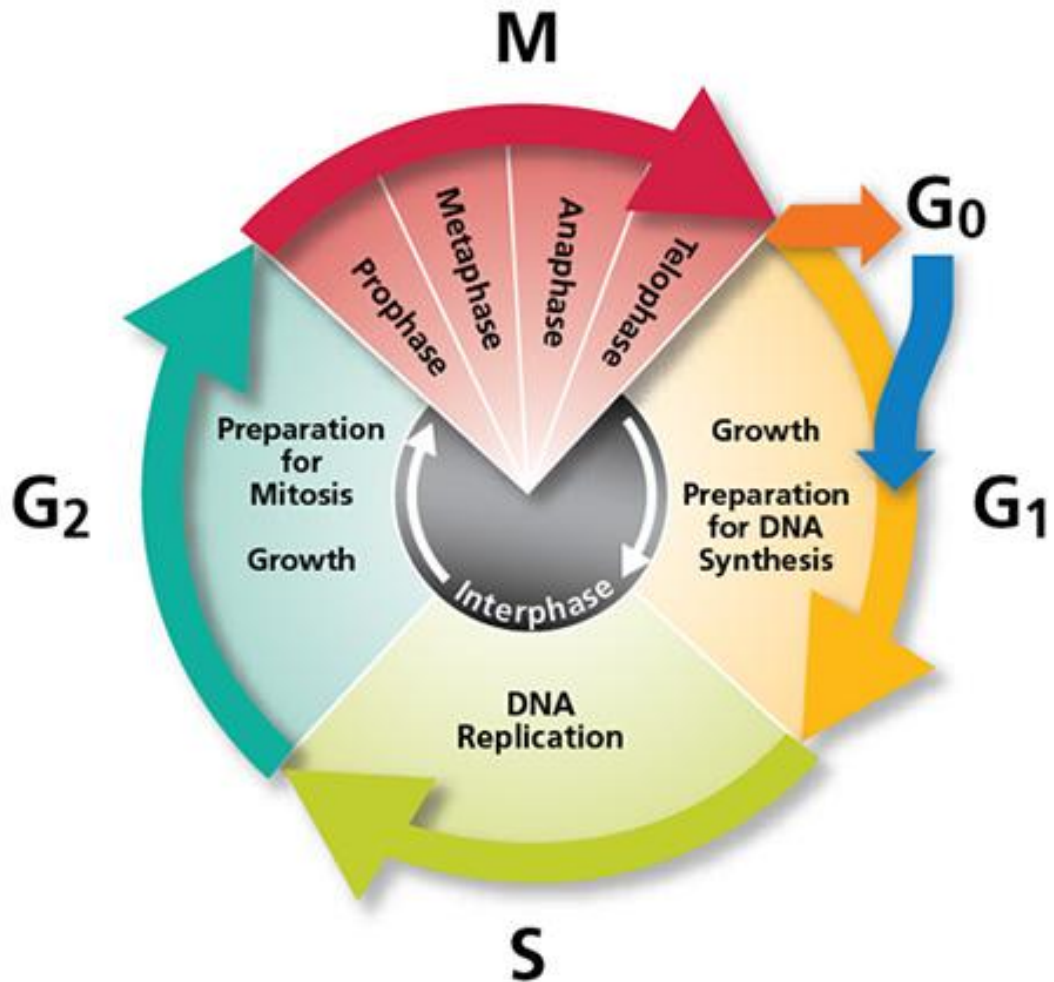 M
Prophase
Metaphase
Anaphase
Telophase
G0
Growth
Preparation
for DNA
Synthesis
G1
DNA
Replication
S
Preparation
for
Mitosis
Growth
G2
Interphase